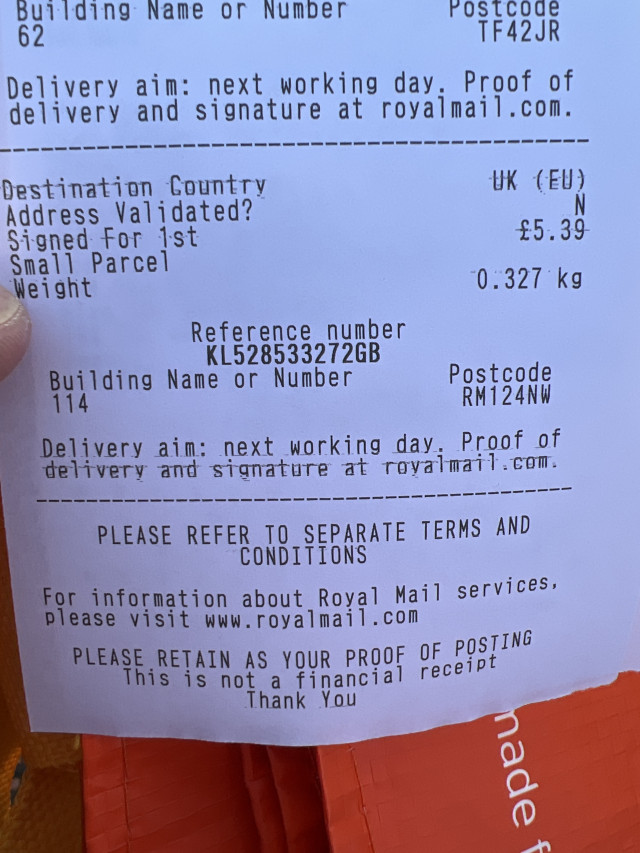 Building Name or Number Postcode
62 TF42JR
Delivery aim: next working day. Proof of
delivery and signature at royalmail.com.
Destination Country UK (EU)
Address Validated? N
Signed For 1st £5.39
Small Parcel
Weight 0.327 kg
Reference number
KL528533272GB
Building Name or Number Postcode
114 RM124NW
Delivery aim: next working day. Proof of
delivery and signature at royalmail.com.
PLEASE REFER TO SEPARATE TERMS AND
CONDITIONS
For information about Royal Mail services,
please visit www.royalmail.com
PLEASE RETAIN AS YOUR PROOF OF POSTING
This is not a financial receipt
Thank You
made f